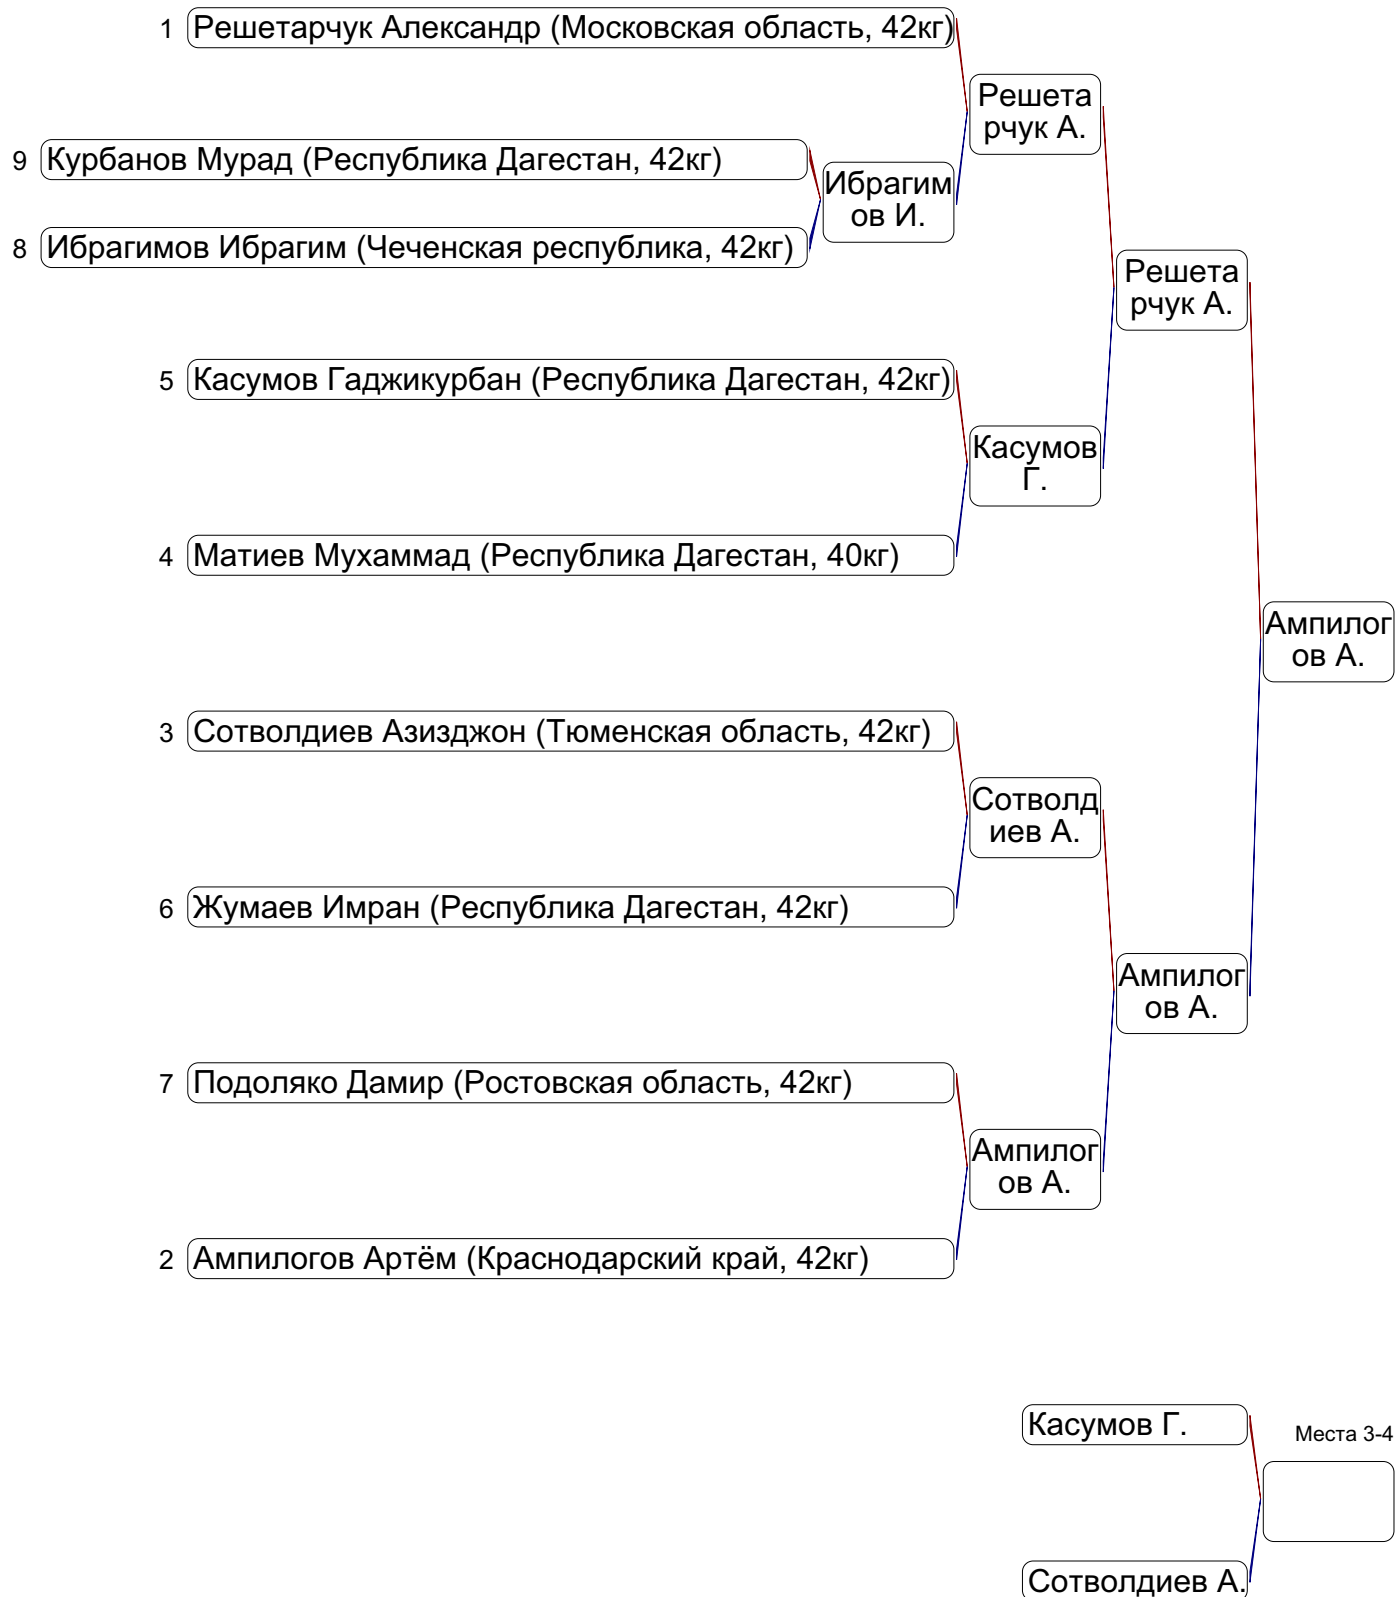 1 Решетарчук Александр (Московская область, 42кг)
Решета
рчук А.
9 Курбанов Мурад (Республика Дагестан, 42кг)
Ибрагим
ов И.
8 Ибрагимов Ибрагим (Чеченская республика, 42кг)
Решета
рчук А.
5 Касумов Гаджикурбан (Республика Дагестан, 42кг)
Касумов
Г.
4 Матиев Мухаммад (Республика Дагестан, 40кг)
Ампилог
ов А.
3 Сотволдиев Азизджон (Тюменская область, 42кг)
Сотволд
иев А.
6 Жумаев Имран (Республика Дагестан, 42кг)
Ампилог
ов А.
7 Подоляко Дамир (Ростовская область, 42кг)
Ампилог
ов А.
2 Ампилогов Артём (Краснодарский край, 42кг)
Касумов Г.
Места 3-4
Сотволдиев А.